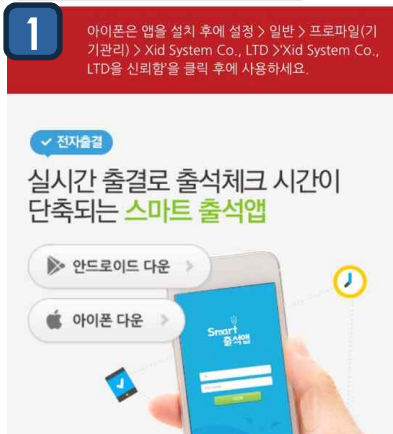 1
아이폰은 앱을 설치 후에 설정 > 일반 > 프로파일(기
기관리) > Xid System Co., LTD >'Xid System Co.,
LTD을 신뢰함'을 클릭 후에 사용하세요.
전자출결
실시간 출결로 출석체크 시간이
단축되는 스마트 출석앱
안드로이드 다운 >
아이폰 다운 >
Smart
출석앱